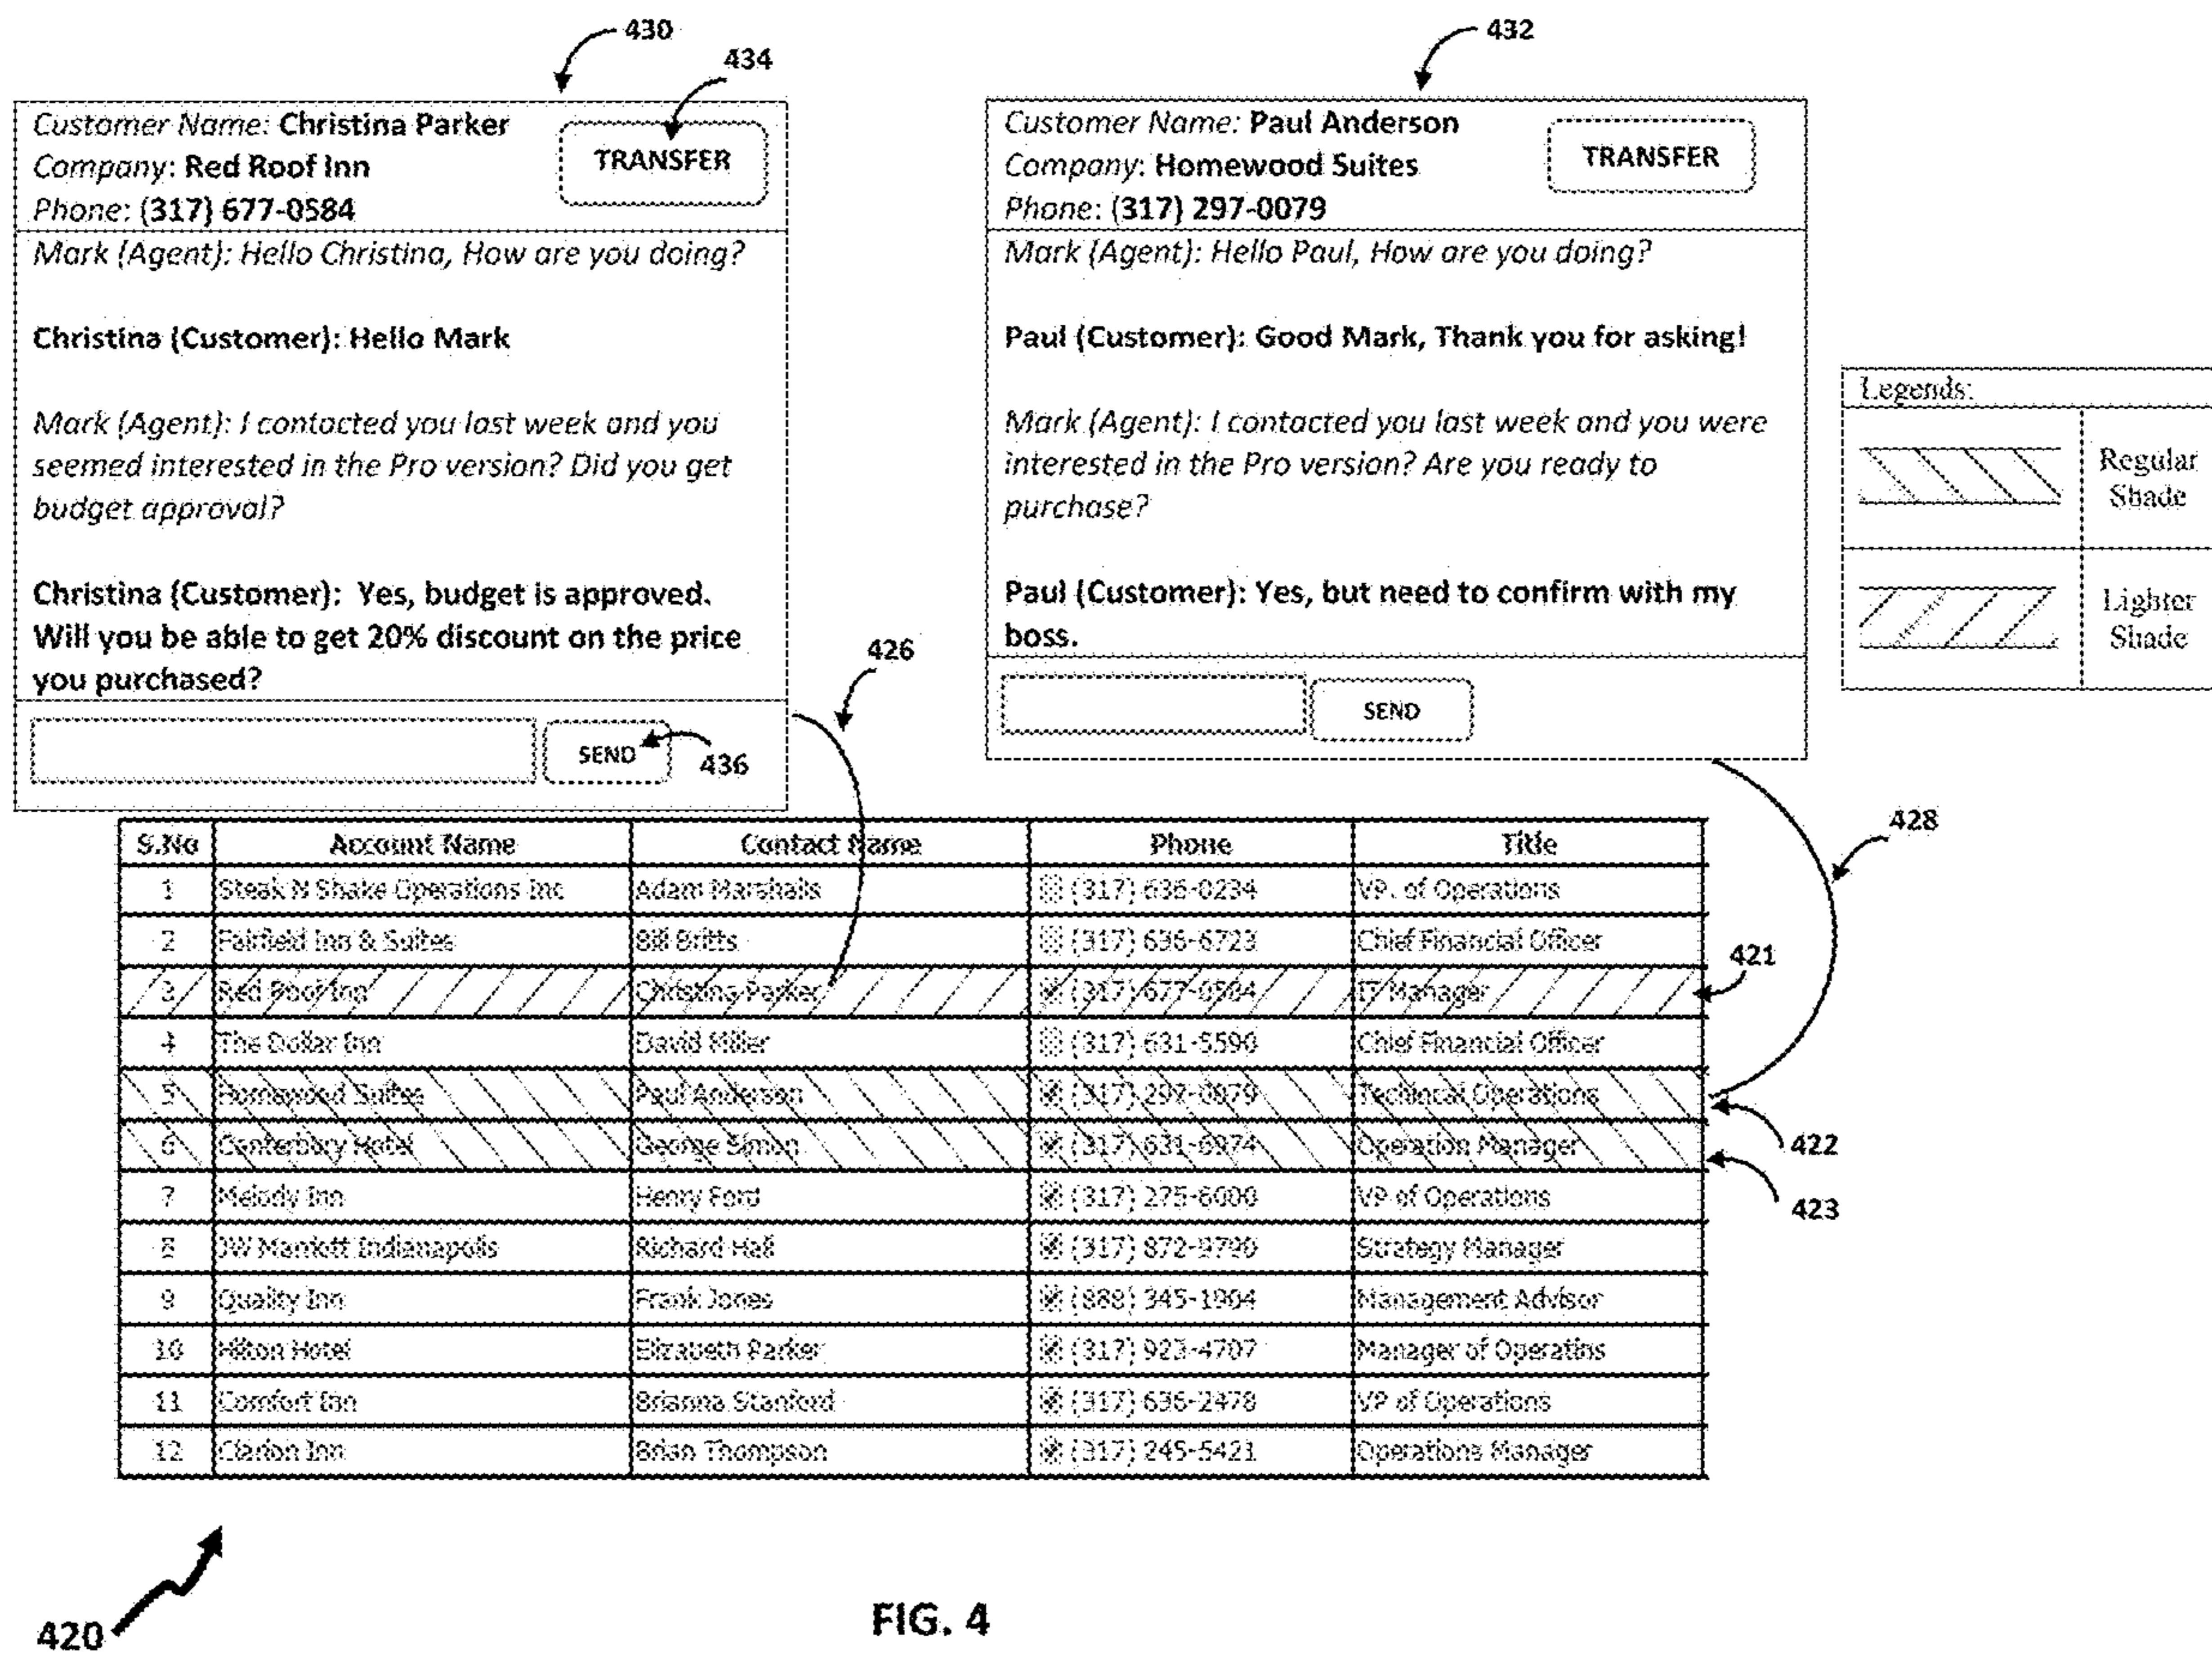 430
434
432
Customer Name: Christina Parker
Company: Red Roof Inn
Phone: (317) 677-0584
TRANSFER
Mark (Agent): Hello Christina, How are you doing?
Christina (Customer): Hello Mark
Mark (Agent): I contacted you last week and you
seemed interested in the Pro version? Did you get
budget approval?
Christina (Customer): Yes, budget is approved.
Will you be able to get 20% discount on the price
you purchased?
SEND
436
426
Customer Name: Paul Anderson
Company: Homewood Suites
Phone: (317) 297-0079
TRANSFER
Mark (Agent): Hello Paul, How are you doing?
Paul (Customer): Good Mark, Thank you for asking!
Mark (Agent): I contacted you last week and you were
interested in the Pro version? Are you ready to
purchase?
Paul (Customer): Yes, but need to confirm with my
boss.
SEND
Legends:
Regular
Shade
Lighter
Shade
428
S.No Account Name Contact Name Phone Title
1 Steak N Shake Operations Inc Adam Marshalls (317) 636-0234 VP. of Operations
2 Fairfield Inn & Suites Bill Britts (317) 636-6723 Chief Financial Officer
3 Red Roof Inn Christina Parker (317) 677-0584 IT Manager
4 The Dollar Inn David Miller (317) 631-5590 Chief Financial Officer
5 Homewood Suites Paul Anderson (317) 297-0079 Techincal Operations
6 Canterbury Hotel George Simon (317) 631-6974 Operation Manager
7 Melody Inn Henry Ford (317) 275-6000 VP of Operations
8 JW Marriott Indianapolis Richard Hall (317) 872-9790 Strategy Manager
9 Quality Inn Frank Jones (888) 345-1904 Management Advisor
10 Hilton Hotel Elizabeth Parker (317) 923-4707 Manager of Operatins
11 Comfort Inn Brianna Stanford (317) 636-2478 VP of Operations
12 Clarion Inn Brian Thompson (317) 245-5421 Operations Manager
421
422
423
420
FIG. 4